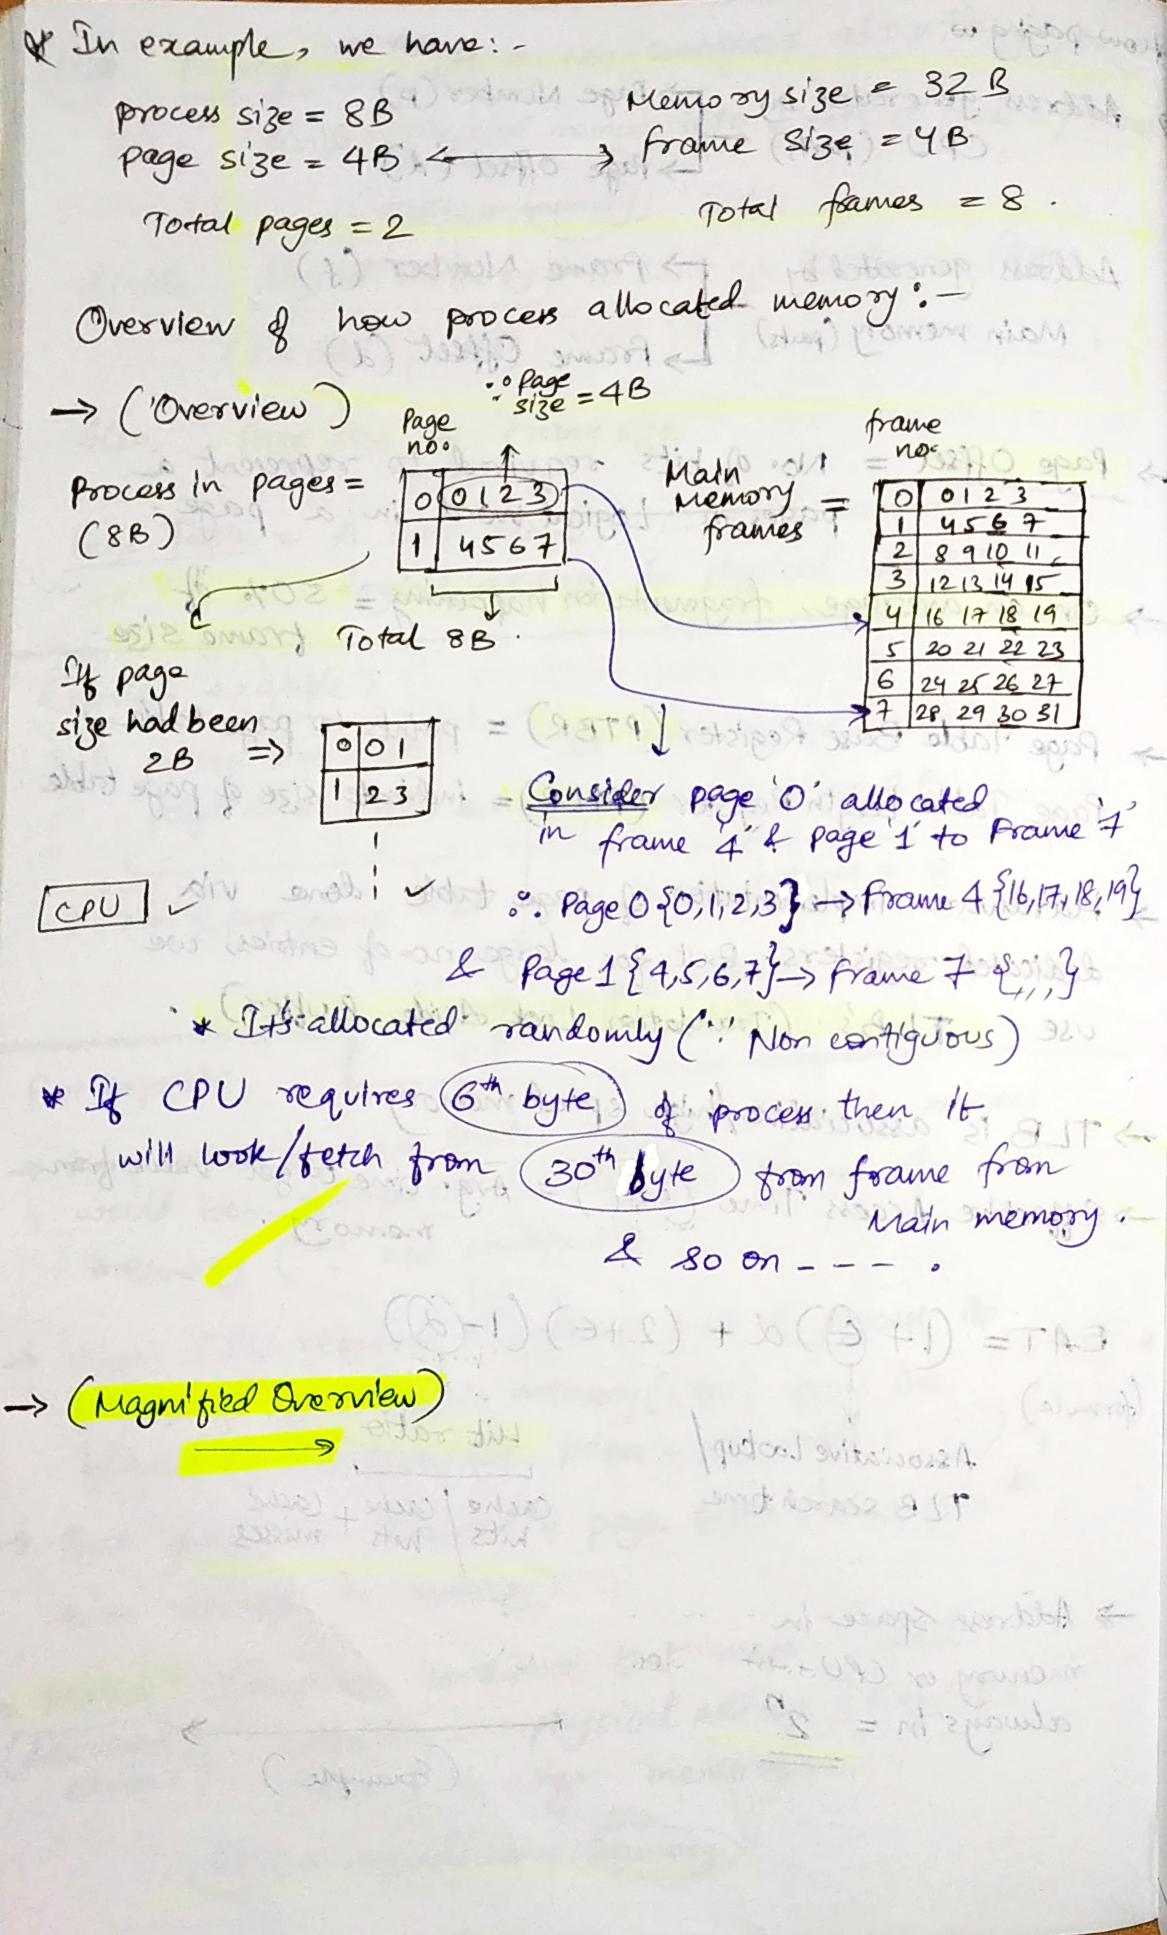 * In example, we have:-
process size = 8B
Memory size = 32B
page size = 4B ↔ frame size = 4B
Total pages = 2
Total frames = 8.
Overview of how process allocated memory:-
→ (Overview)
∵ Page size = 4B
Page no.
frame no.
Process in pages =
(8B)
0 | 0 1 2 3
1 | 4 5 6 7
Total 8B.
Main Memory frames =
0 | 0 1 2 3
1 | 4 5 6 7
2 | 8 9 10 11
3 | 12 13 14 15
4 | 16 17 18 19
5 | 20 21 22 23
6 | 24 25 26 27
7 | 28 29 30 31
If page
size had been
2B ⇒
0 | 0 1
1 | 2 3
CPU
Consider page '0' allocated
in frame '4' & page '1' to Frame '7'
∴ Page 0 {0,1,2,3} → Frame 4 {16,17,18,19}
& Page 1 {4,5,6,7} → Frame 7 {,,,}
* It's allocated randomly (∵ Non contiguous)
* If CPU requires 6th byte of process then it
will look/fetch from 30th byte from frame from
Main memory.
& so on ---- .
→ (Magnified Overview)
→